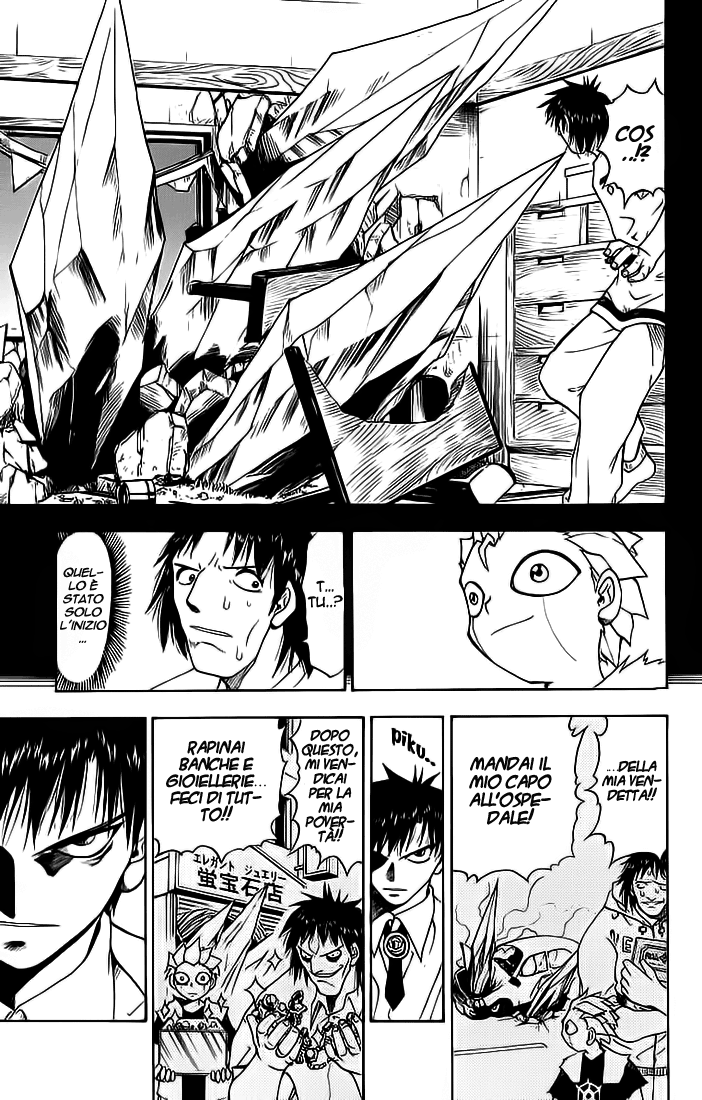 COS
...!?
T...
TU..?
QUEL-
LO È
STATO
SOLO
L'INIZIO
...
...DELLA
MIA VEN-
DETTA!!
MANDAI IL
MIO CAPO
ALL'OSPE-
DALE!
piku..
DOPO
QUESTO,
MI VEN-
DICAI
PER LA
MIA
POVER-
TÀ!!
RAPINAI
BANCHE E
GIOIELLERIE...
FECI DI TUT-
TO!!
エレガント ジュエリー
蛍宝石店